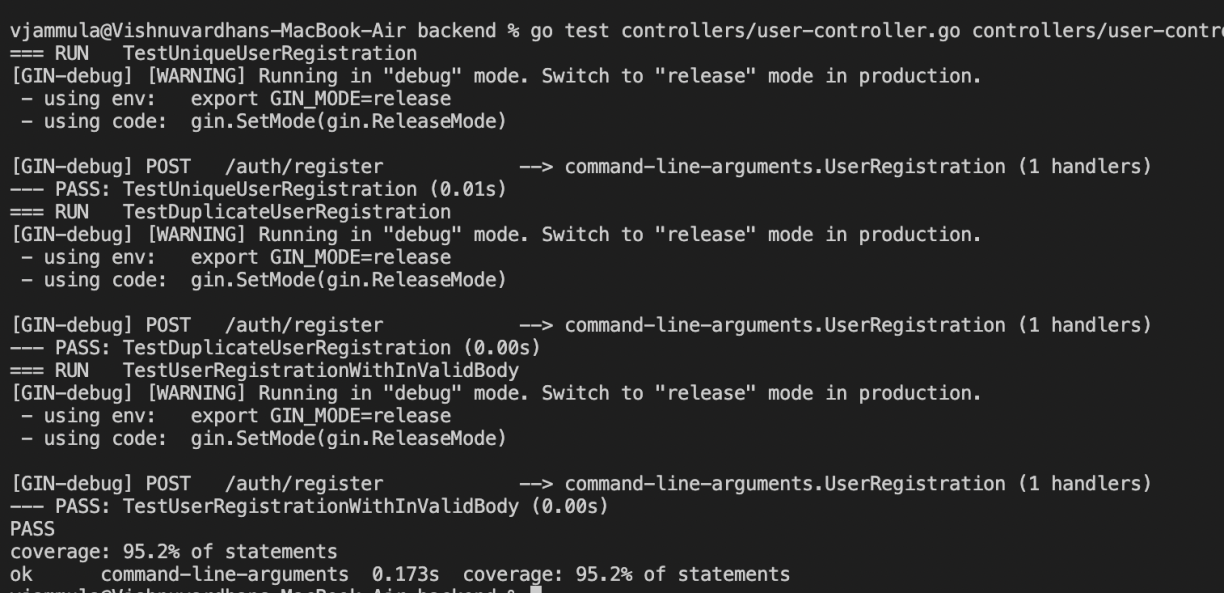 vjammula@Vishnuvardhans-MacBook-Air backend % go test controllers/user-controller.go controllers/user-contro
=== RUN   TestUniqueUserRegistration
[GIN-debug] [WARNING] Running in "debug" mode. Switch to "release" mode in production.
 - using env:   export GIN_MODE=release
 - using code:  gin.SetMode(gin.ReleaseMode)

[GIN-debug] POST   /auth/register            --> command-line-arguments.UserRegistration (1 handlers)
--- PASS: TestUniqueUserRegistration (0.01s)
=== RUN   TestDuplicateUserRegistration
[GIN-debug] [WARNING] Running in "debug" mode. Switch to "release" mode in production.
 - using env:   export GIN_MODE=release
 - using code:  gin.SetMode(gin.ReleaseMode)

[GIN-debug] POST   /auth/register            --> command-line-arguments.UserRegistration (1 handlers)
--- PASS: TestDuplicateUserRegistration (0.00s)
=== RUN   TestUserRegistrationWithInValidBody
[GIN-debug] [WARNING] Running in "debug" mode. Switch to "release" mode in production.
 - using env:   export GIN_MODE=release
 - using code:  gin.SetMode(gin.ReleaseMode)

[GIN-debug] POST   /auth/register            --> command-line-arguments.UserRegistration (1 handlers)
--- PASS: TestUserRegistrationWithInValidBody (0.00s)
PASS
coverage: 95.2% of statements
ok      command-line-arguments  0.173s  coverage: 95.2% of statements
vjammula@Vishnuvardhans-MacBook-Air backend %